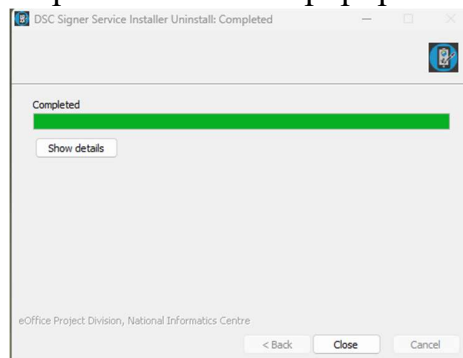 DSC Signer Service Installer Uninstall: Completed
Completed
Show details
eOffice Project Division, National Informatics Centre
< Back Close Cancel